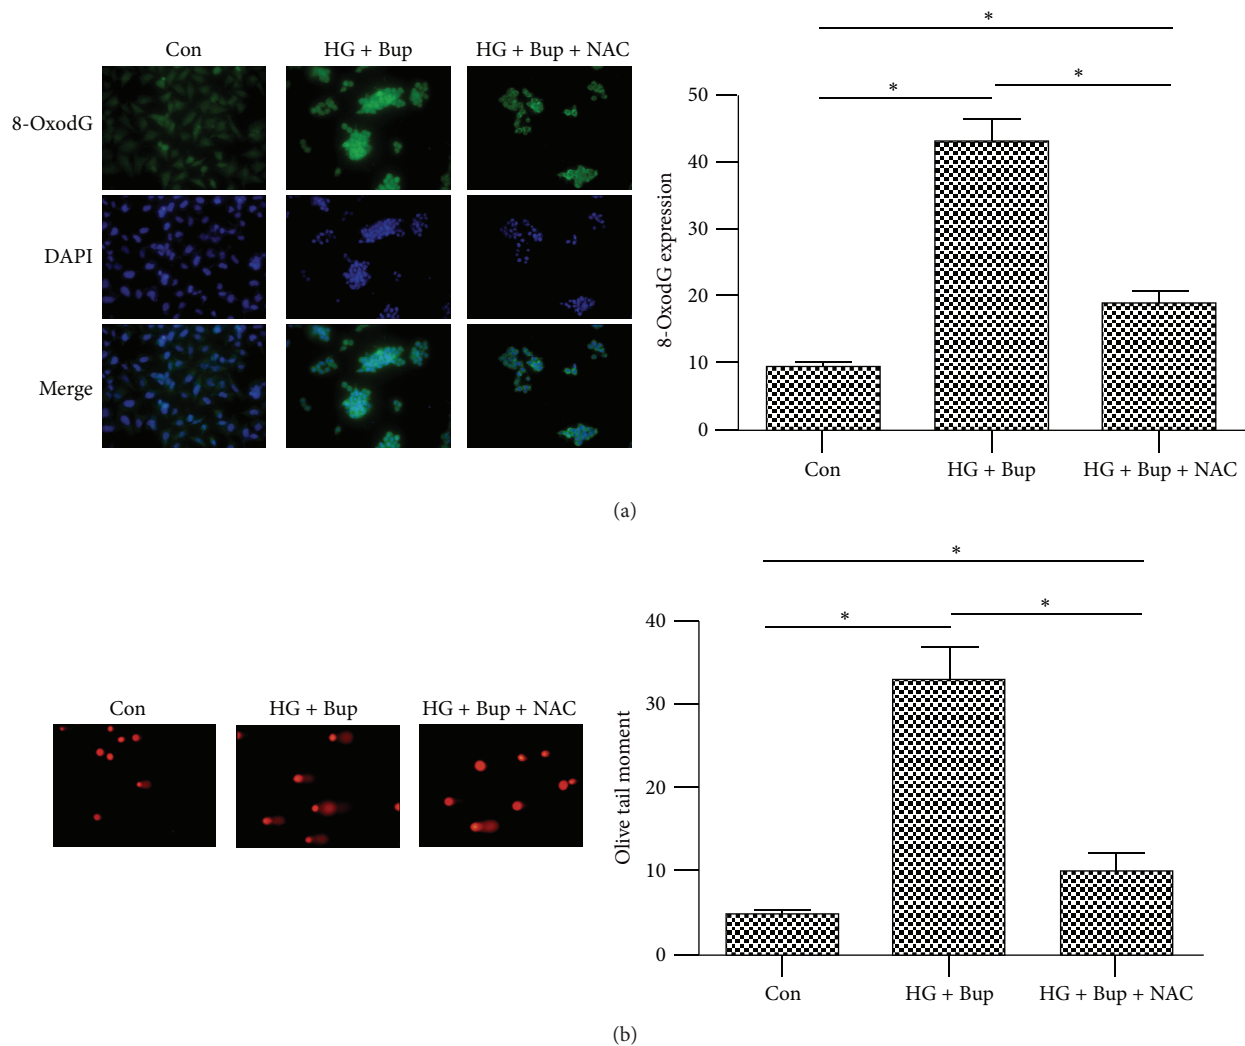 Con
HG + Bup
HG + Bup + NAC
8-OxodG
DAPI
Merge
*
*
*
50
40
30
20
10
0
8-OxodG expression
Con
HG + Bup
HG + Bup + NAC
(a)
Con
HG + Bup
HG + Bup + NAC
*
*
*
40
30
20
10
0
Olive tail moment
Con
HG + Bup
HG + Bup + NAC
(b)